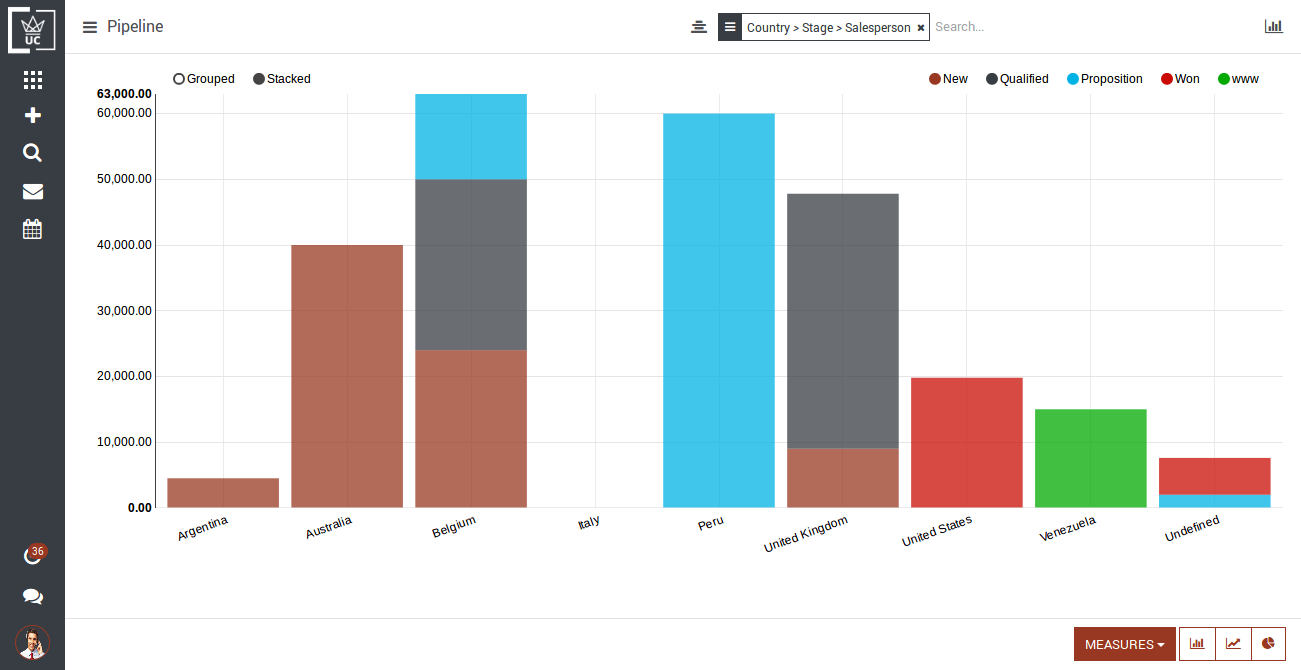 UC
Pipeline
Country > Stage > Salesperson ×
Search...
Grouped Stacked
New Qualified Proposition Won www
63,000.00
60,000.00
50,000.00
40,000.00
30,000.00
20,000.00
10,000.00
0.00
Argentina Australia Belgium Italy Peru United Kingdom United States Venezuela Undefined
36
MEASURES